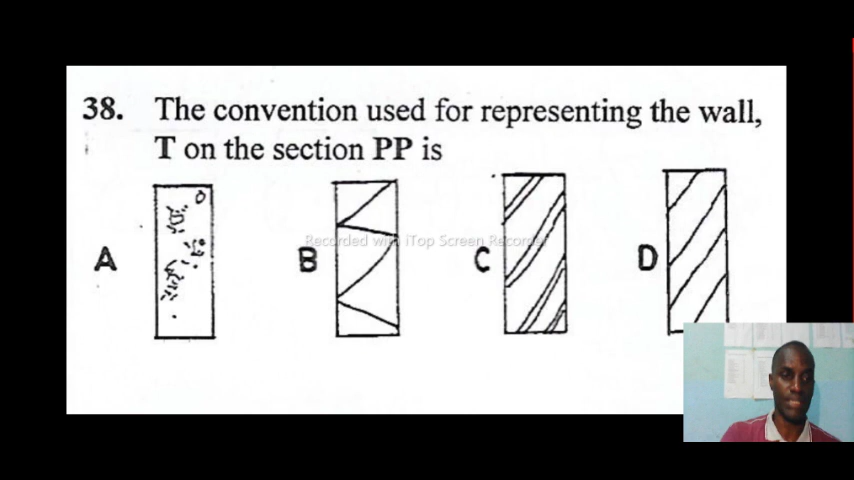 38. The convention used for representing the wall,
T on the section PP is
Recorded with iTop Screen Recorder
A B C D